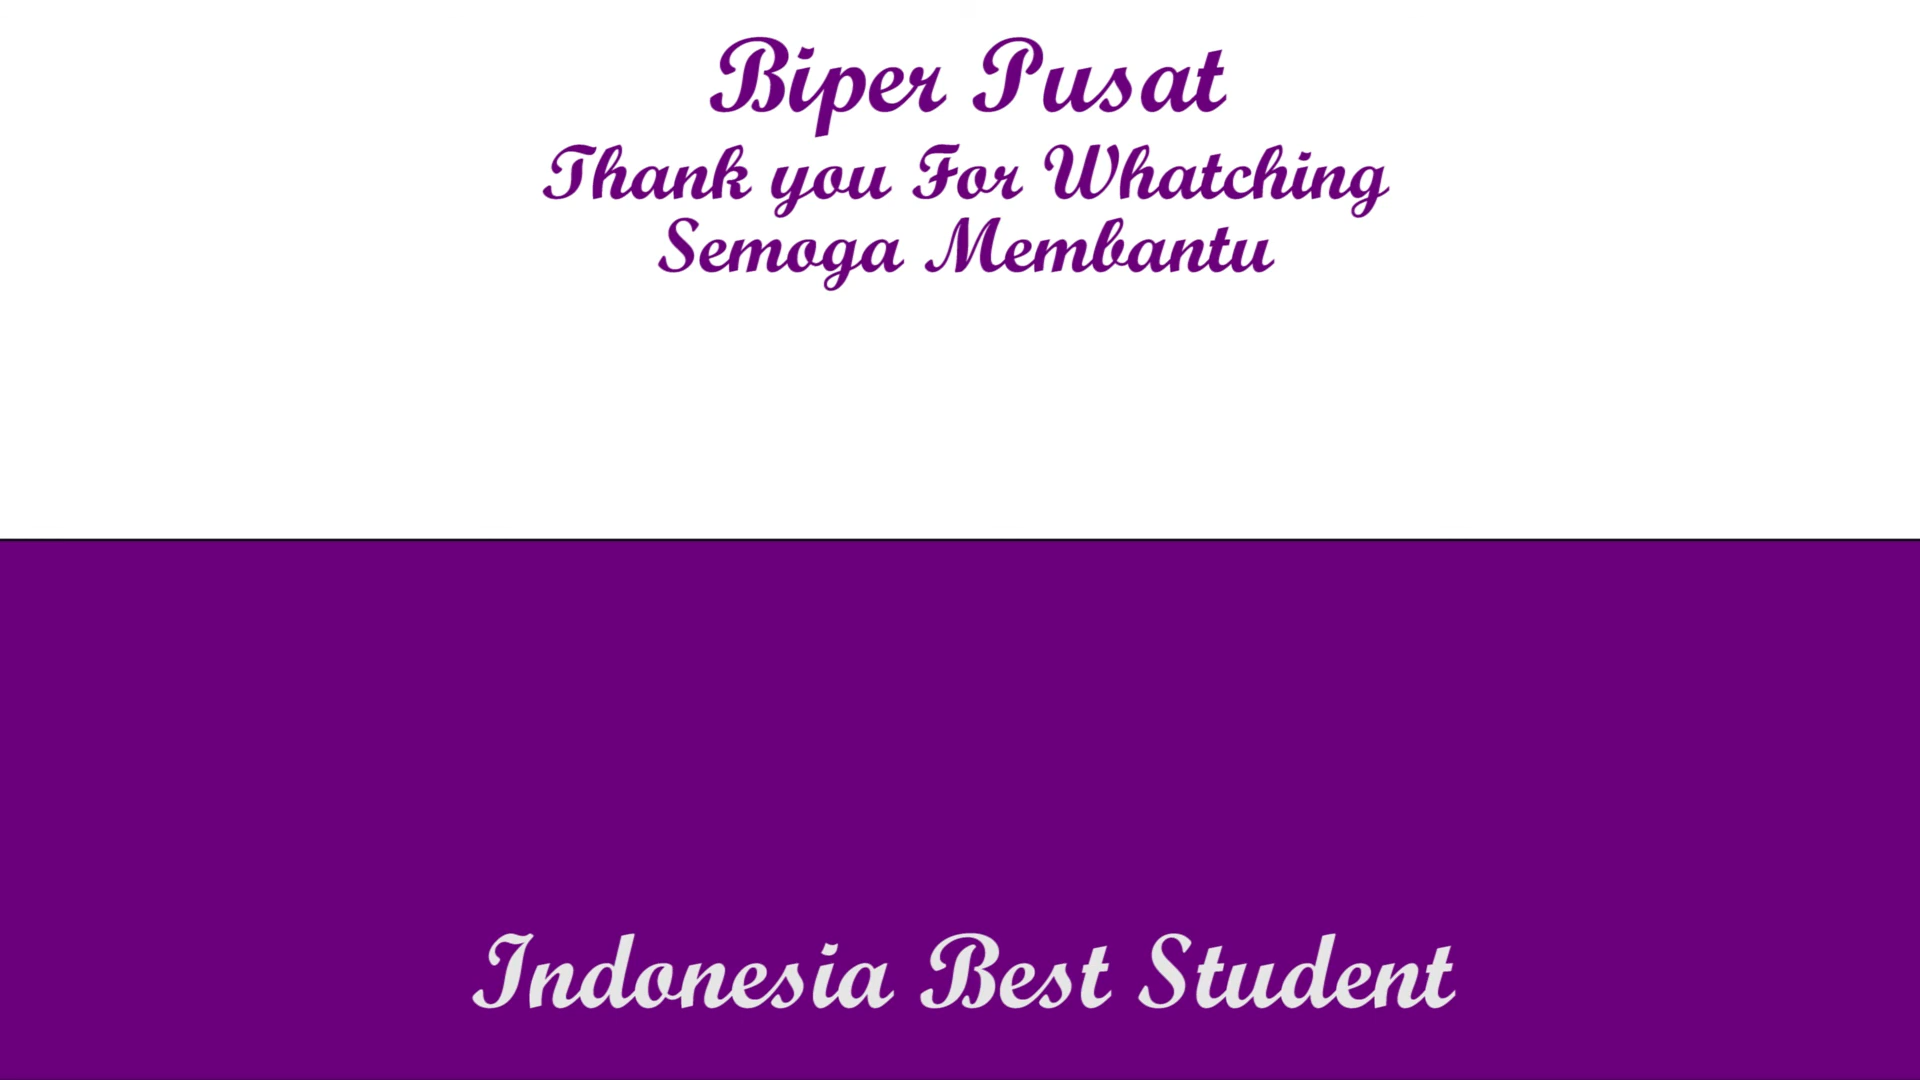 Biper Pusat
Thank you For Whatching
Semoga Membantu
Indonesia Best Student